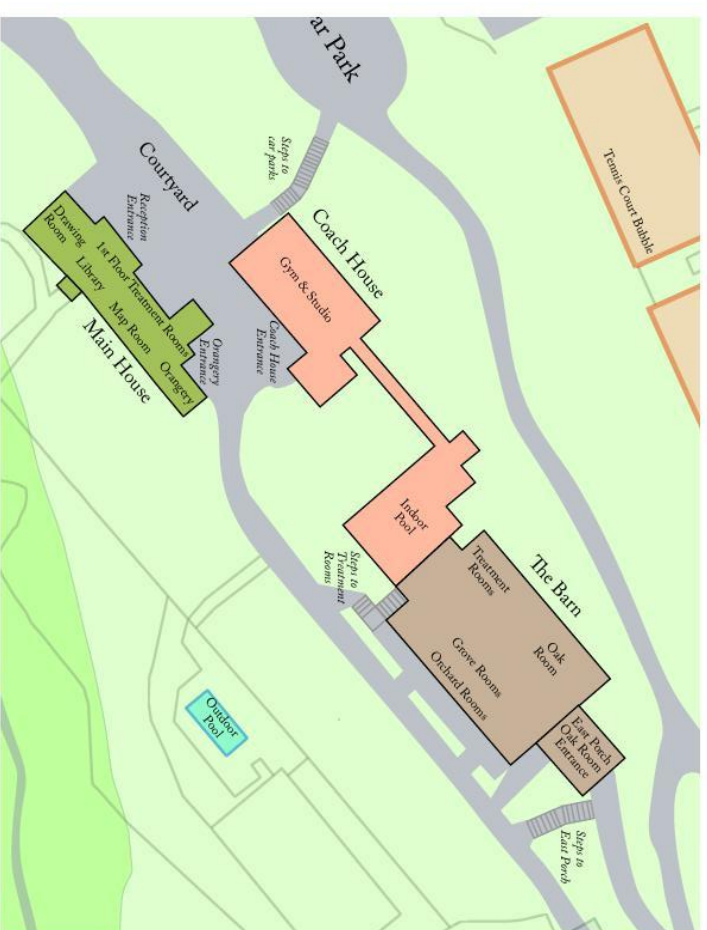 ar Park
Tennis Court Bubble
Steps to
car parks
Courtyard
Reception
Entrance
Coach House
Gym & Studio
Drawing
Room
1st Floor Treatment Rooms
Library
Map Room
Orangery
Main House
Orangery
Entrance
Coach House
Entrance
Indoor
Pool
Steps to
Treatment
Rooms
The Barn
Treatment
Rooms
Oak
Room
Grove Rooms
Orchard Rooms
East Porch
Oak Room
Entrance
Outdoor
Pool
Steps to
East Porch